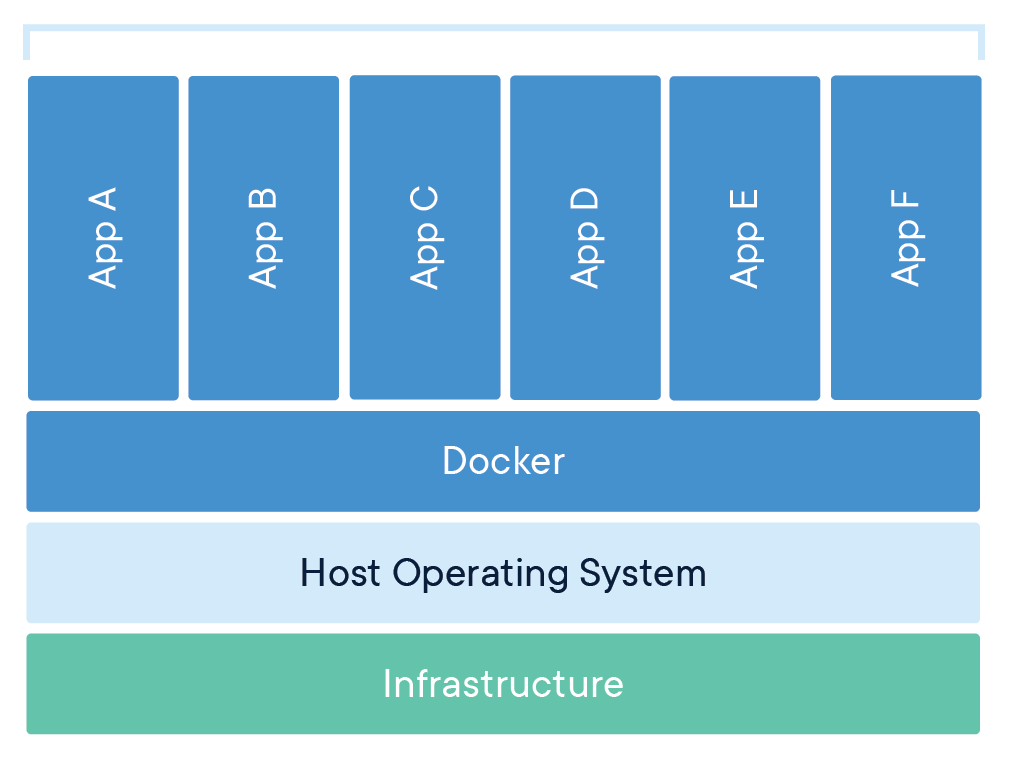 App A
App B
App C
App D
App E
App F
Docker
Host Operating System
Infrastructure